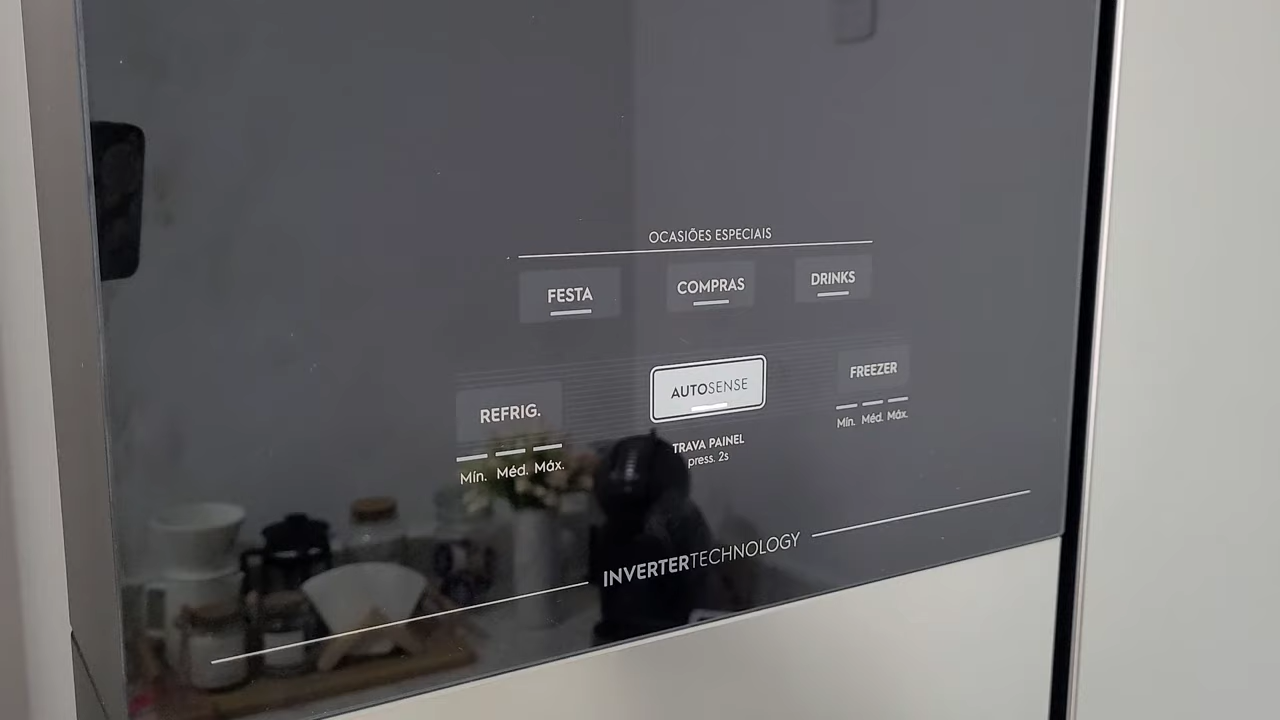 OCASIÕES ESPECIAIS
FESTA
COMPRAS
DRINKS
REFRIG.
AUTOSENSE
FREEZER
Mín. Méd. Máx.
Mín. Méd. Máx.
TRAVA PAINEL
press. 2s
INVERTERTECHNOLOGY